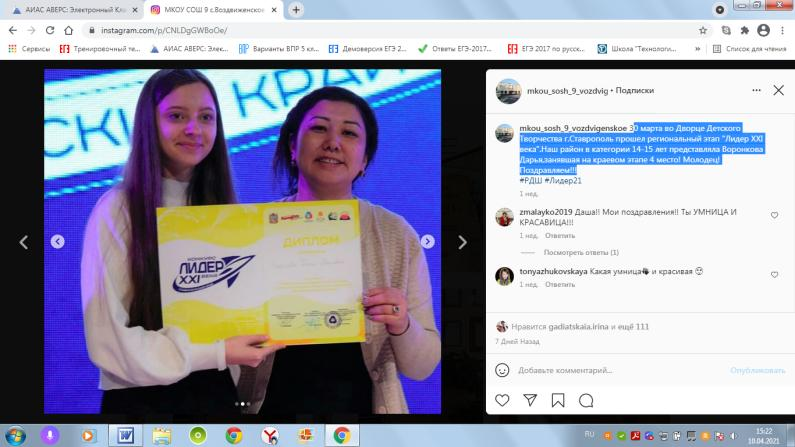 АИАС АВЕРС: Электронный Кла
МКОУ СОШ 9 с.Воздвиженское
instagram.com/p/CNLDgGWBoOe/
Сервисы
Тренировочный те...
АИАС АВЕРС: Элек...
Варианты ВПР 5 кл...
Демоверсия ЕГЭ 2...
Ответы ЕГЭ-2017...
ЕГЭ 2017 по русск...
Школа "Технологи...
Список для чтения
СКИ КРАЙ
ДИПЛОМ
КОНКУРС
ЛИДЕР
XXI
ВЕКА
mkou_sosh_9_vozdvig • Подписки
mkou_sosh_9_vozdvigenskoe 30 марта во Дворце Детского
Творчества г.Ставрополь прошел региональный этап "Лидер XXI
века".Наш район в категории 14-15 лет представляла Воронкова
Дарья,занявшая на краевом этапе 4 место! Молодец!
Поздравляем!!!
#РДШ #Лидер21
1 нед.
zmalayko2019 Даша!! Мои поздравления!! Ты УМНИЦА И
КРАСАВИЦА!!!
1 нед. Ответить
Посмотреть ответы (1)
tonyazhukovskaya Какая умница и красивая
1 нед. Ответить
Нравится gadiatskaia.irina и ещё 111
7 Дней Назад
Добавьте комментарий...
Опубликовать
RU
15:22
10.04.2021